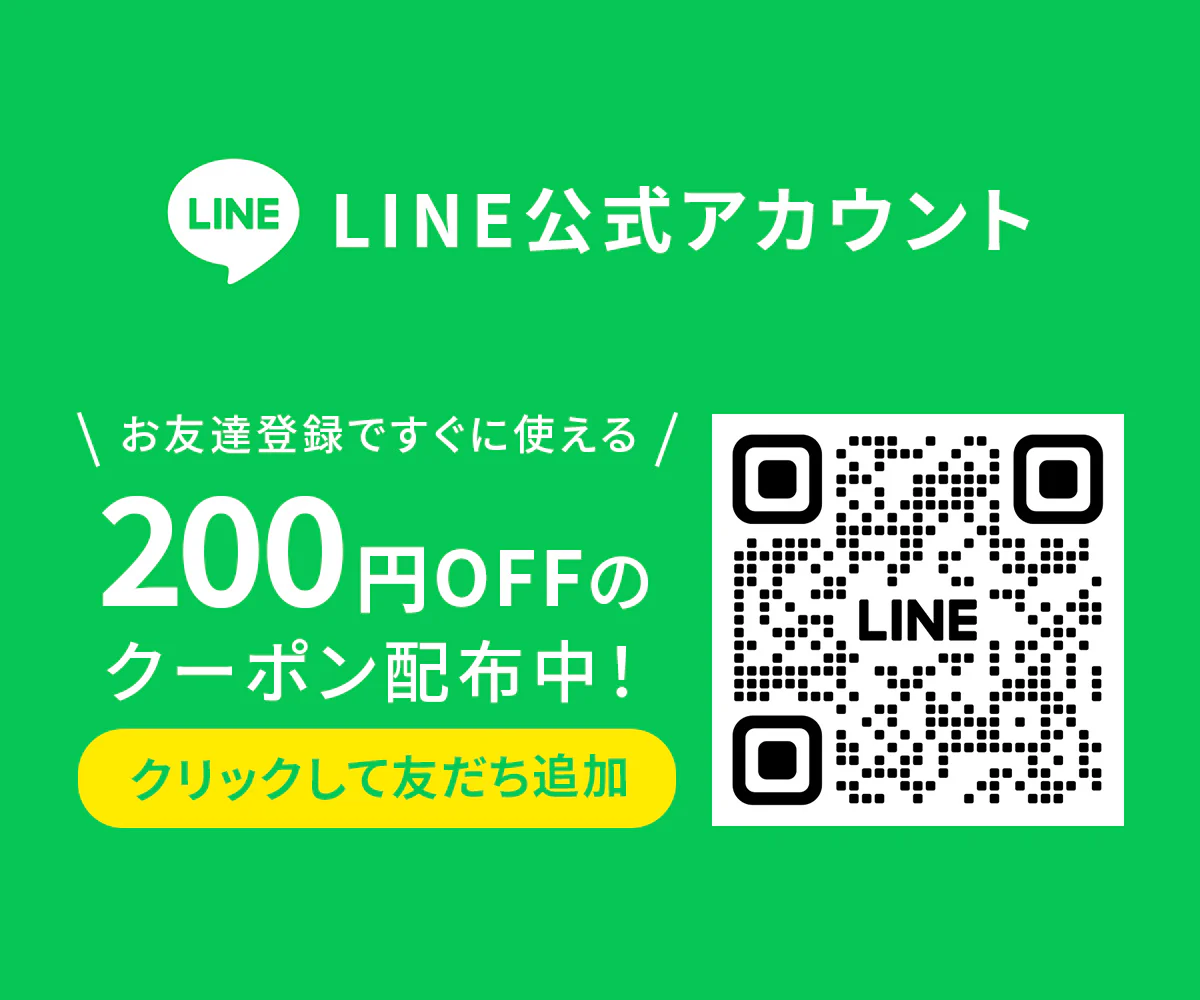 LINE LINE公式アカウント
お友達登録ですぐに使える
200円OFFの
クーポン配布中!
クリックして友だち追加
LINE